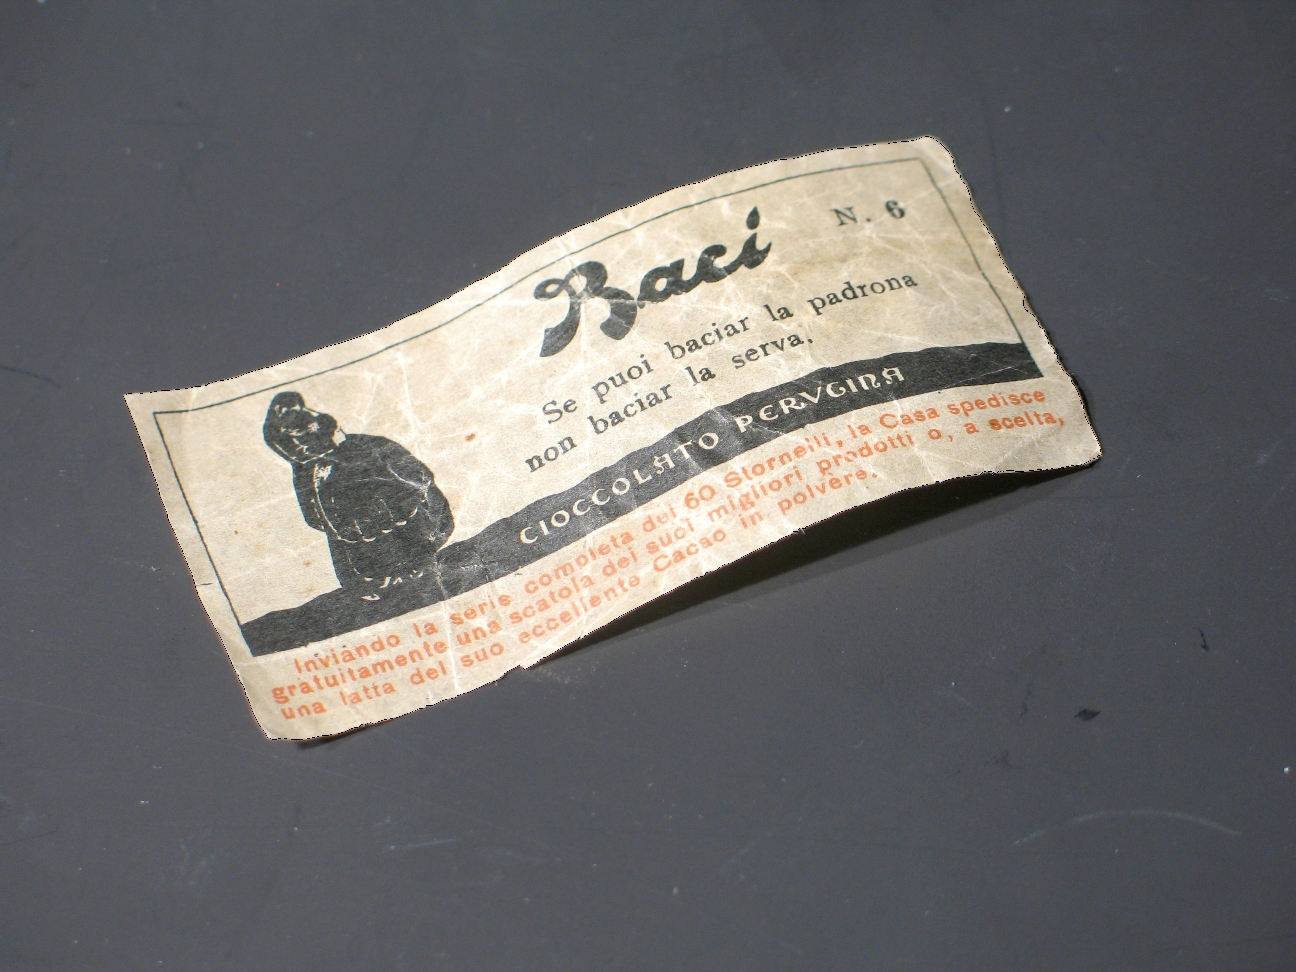 Baci
N. 6
Se puoi baciar la padrona
non baciar la serva.
CIOCCOLATO PERVGINA
Inviando la serie completa dei 60 Stornelli, la Casa spedisce
gratuitamente una scatola dei suoi migliori prodotti o, a scelta,
una latta del suo eccellente Cacao in polvere.